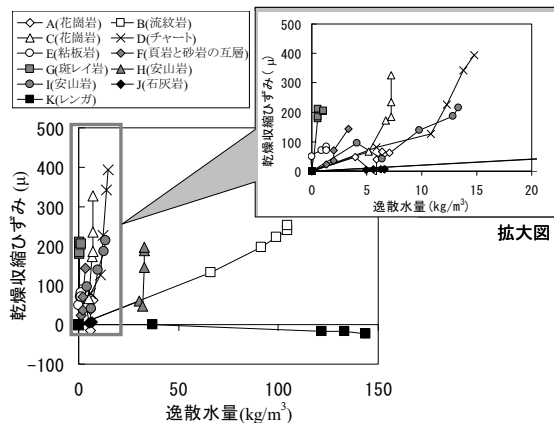 A(花崗岩) B(流紋岩)
C(花崗岩) D(チャート)
E(粘板岩) F(頁岩と砂岩の互層)
G(斑レイ岩) H(安山岩)
I(安山岩) J(石灰岩)
K(レンガ)
500
400
300
200
100
0
0 5 10 15 20
乾燥収縮ひずみ(μ)
逸散水量(kg/m³)
拡大図
500
400
300
200
100
0
-100
0 50 100 150
乾燥収縮ひずみ(μ)
逸散水量(kg/m³)